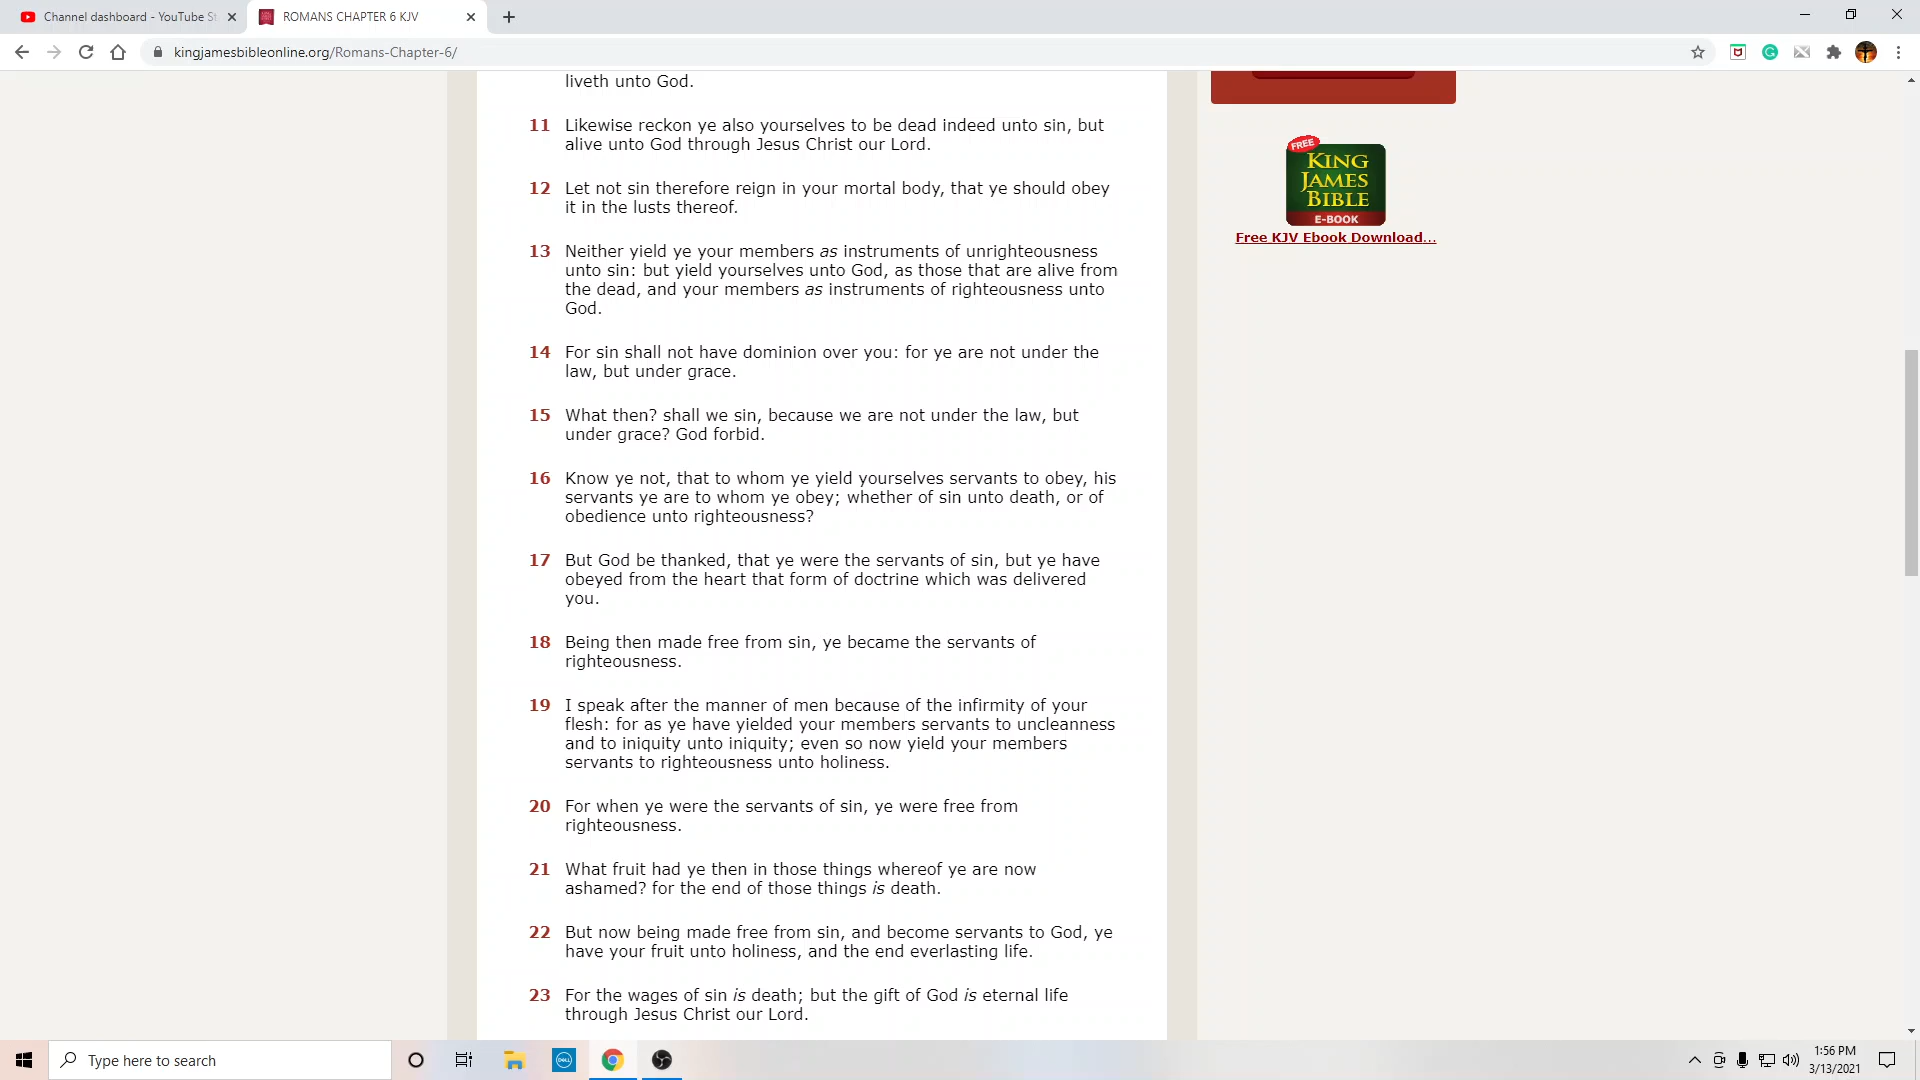 Channel dashboard - YouTube St
ROMANS CHAPTER 6 KJV
kingjamesbibleonline.org/Romans-Chapter-6/
liveth unto God.
11 Likewise reckon ye also yourselves to be dead indeed unto sin, but
alive unto God through Jesus Christ our Lord.
12 Let not sin therefore reign in your mortal body, that ye should obey
it in the lusts thereof.
13 Neither yield ye your members as instruments of unrighteousness
unto sin: but yield yourselves unto God, as those that are alive from
the dead, and your members as instruments of righteousness unto
God.
14 For sin shall not have dominion over you: for ye are not under the
law, but under grace.
15 What then? shall we sin, because we are not under the law, but
under grace? God forbid.
16 Know ye not, that to whom ye yield yourselves servants to obey, his
servants ye are to whom ye obey; whether of sin unto death, or of
obedience unto righteousness?
17 But God be thanked, that ye were the servants of sin, but ye have
obeyed from the heart that form of doctrine which was delivered
you.
18 Being then made free from sin, ye became the servants of
righteousness.
19 I speak after the manner of men because of the infirmity of your
flesh: for as ye have yielded your members servants to uncleanness
and to iniquity unto iniquity; even so now yield your members
servants to righteousness unto holiness.
20 For when ye were the servants of sin, ye were free from
righteousness.
21 What fruit had ye then in those things whereof ye are now
ashamed? for the end of those things is death.
22 But now being made free from sin, and become servants to God, ye
have your fruit unto holiness, and the end everlasting life.
23 For the wages of sin is death; but the gift of God is eternal life
through Jesus Christ our Lord.
FREE
KING
JAMES
BIBLE
E-BOOK
Free KJV Ebook Download...
Type here to search
DELL
1:56 PM
3/13/2021